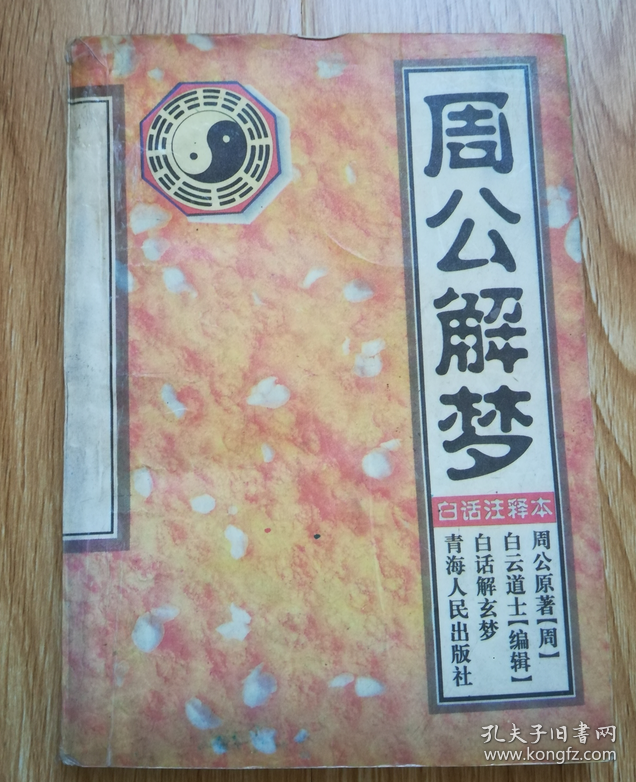 周公解梦
白话注释本
周公原著【周】
白云道士【编辑】
白话解玄梦
青海人民出版社
孔夫子旧书网
www.kongfz.com